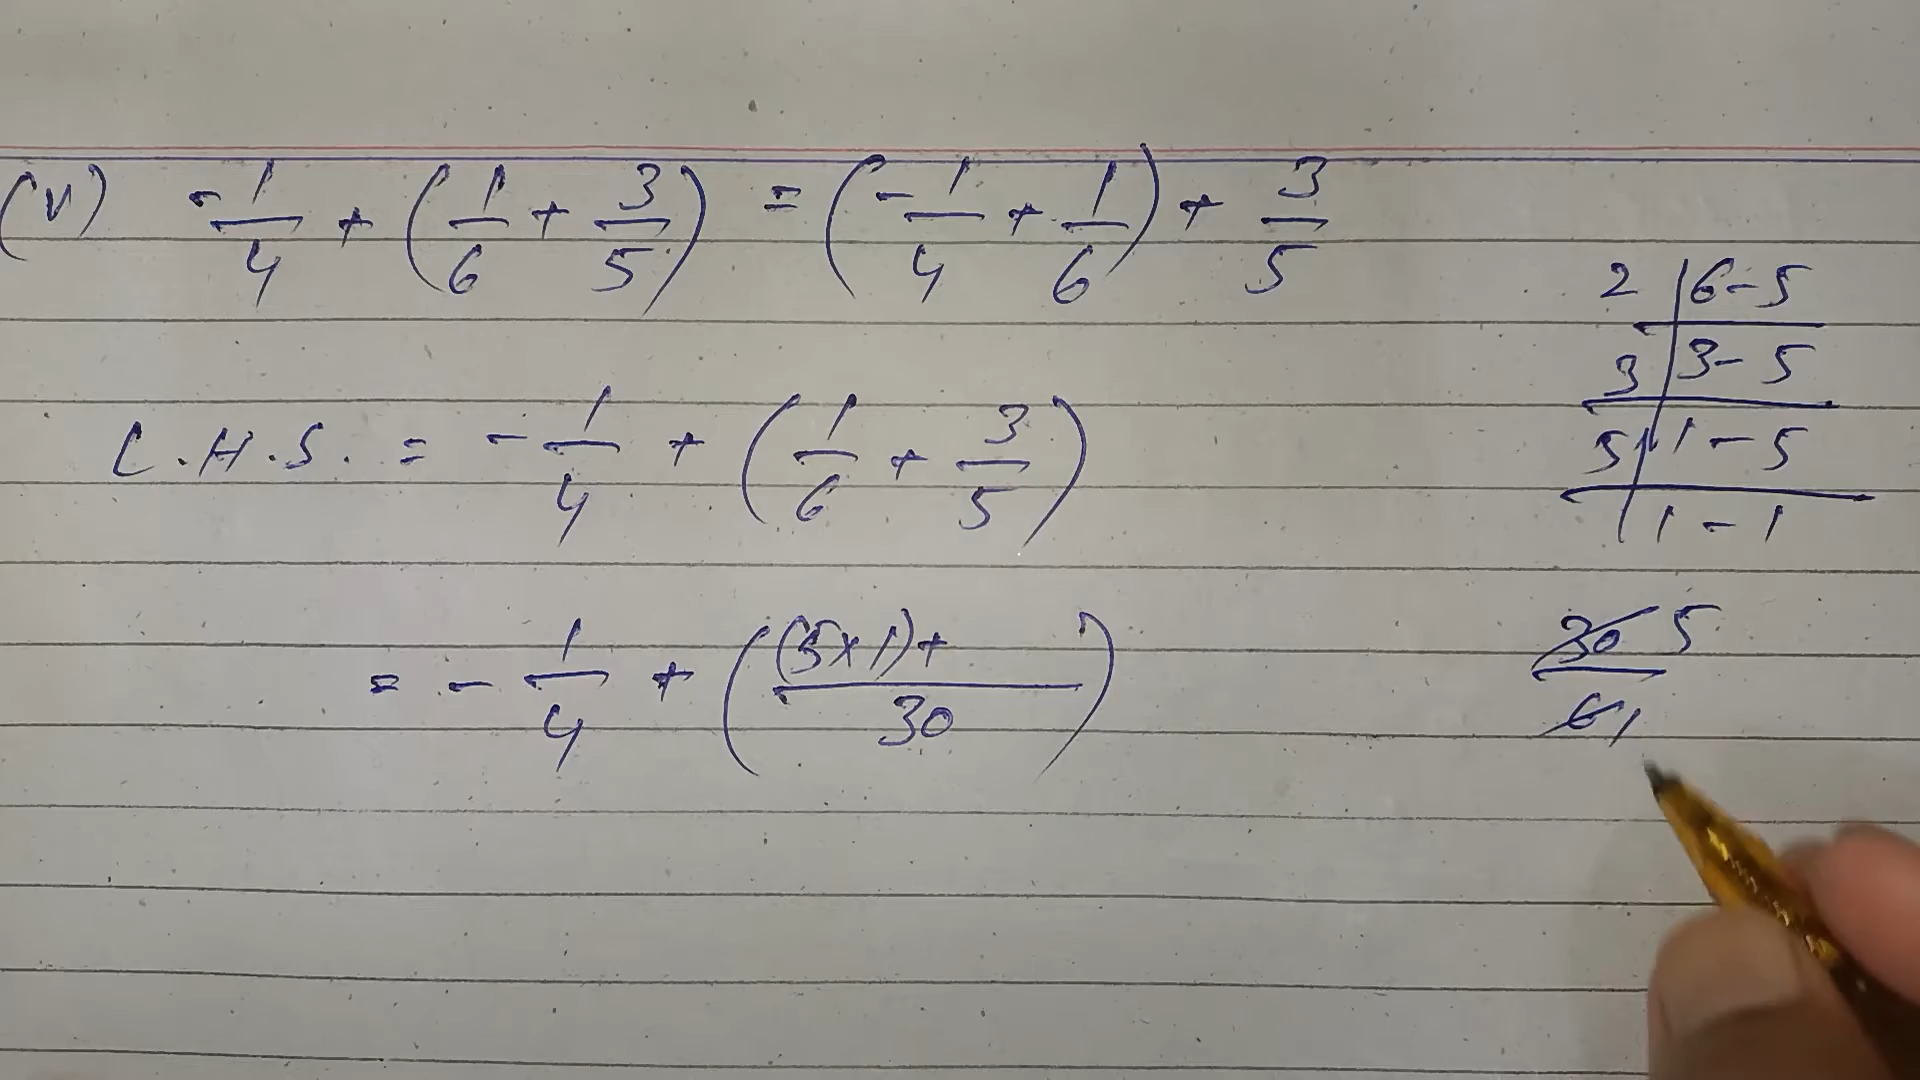 (v) -1/4 + (1/6 + 3/5) = (-1/4 + 1/6) + 3/5
L.H.S. = -1/4 + (1/6 + 3/5)
= -1/4 + ((5×1)+ / 30)
2 | 6-5
3 | 3-5
5 | 1-5
| 1-1
30 5
6 1